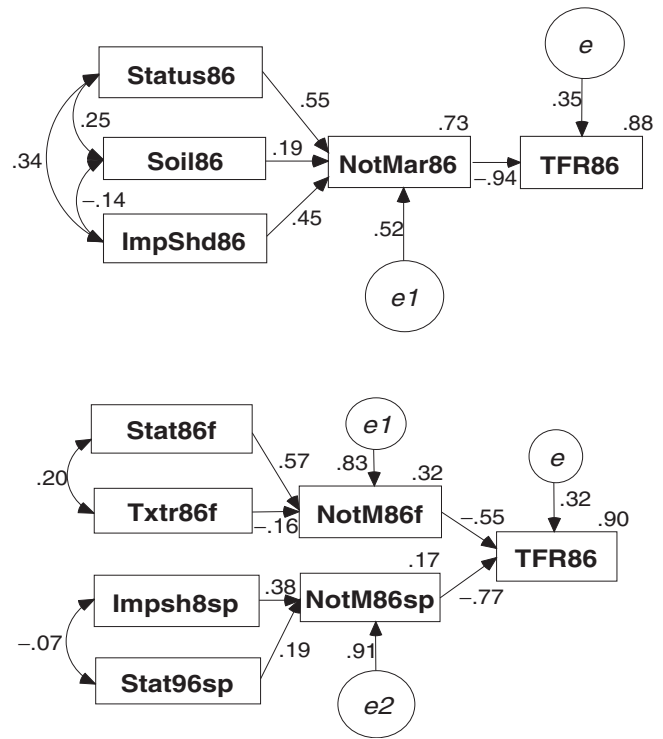 e
Status86
.35
.55
.25
.73
.88
.34
Soil86
.19
NotMar86
TFR86
–.94
–.14
ImpShd86
.45
.52
e1
Stat86f
e1
e
.57
.83
.32
.20
.32
Txtr86f
–.16
NotM86f
–.55
.90
TFR86
.17
Impsh8sp
.38
NotM86sp
–.77
–.07
.19
.91
Stat96sp
e2